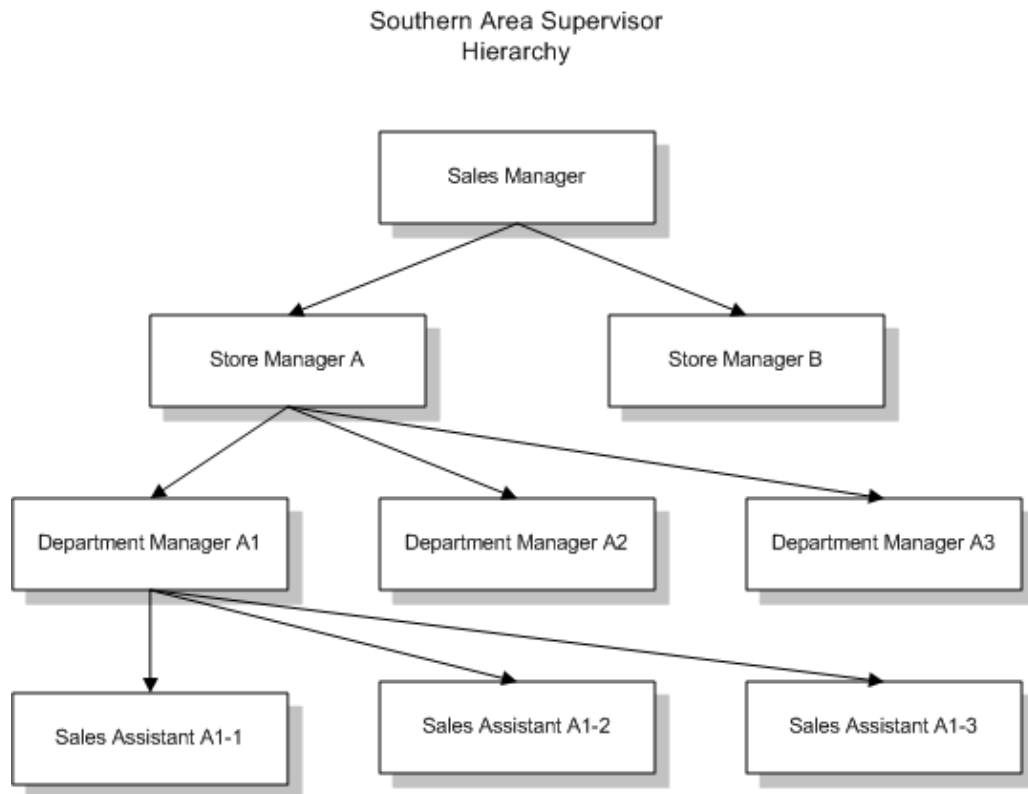 Southern Area Supervisor
Hierarchy
Sales Manager
Store Manager A
Store Manager B
Department Manager A1
Department Manager A2
Department Manager A3
Sales Assistant A1-1
Sales Assistant A1-2
Sales Assistant A1-3